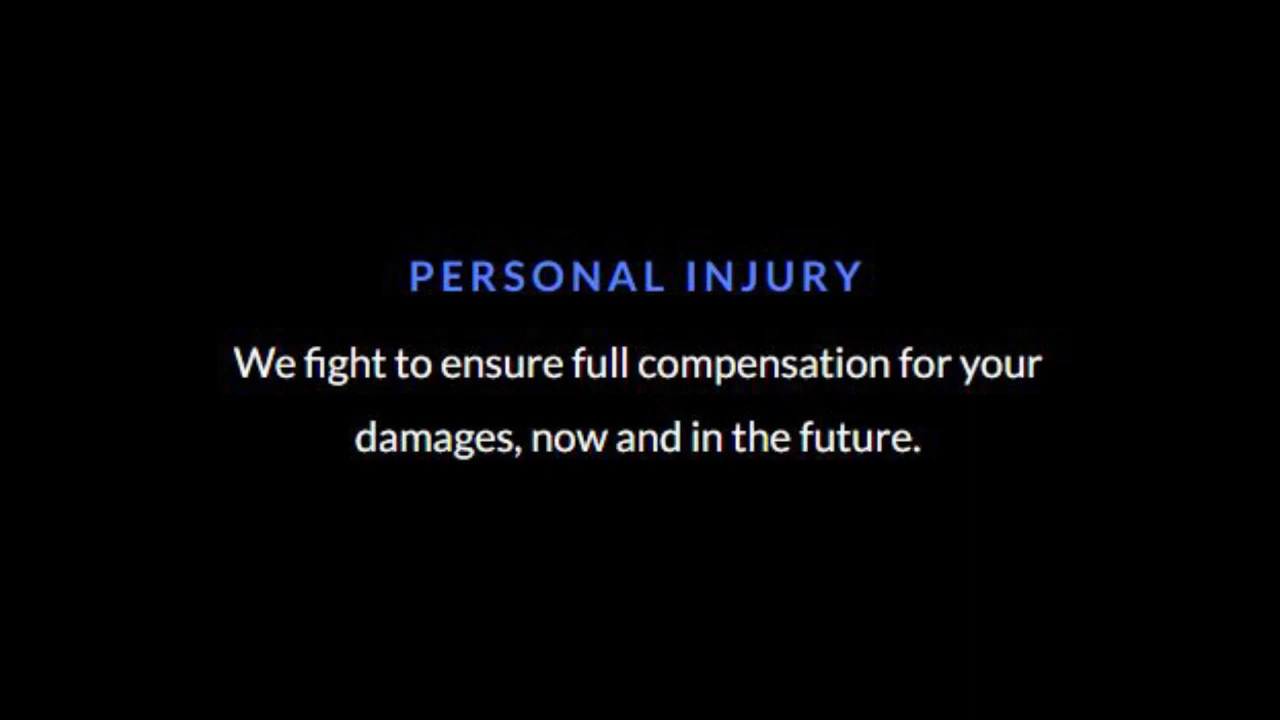 PERSONAL INJURY
We fight to ensure full compensation for your
damages, now and in the future.